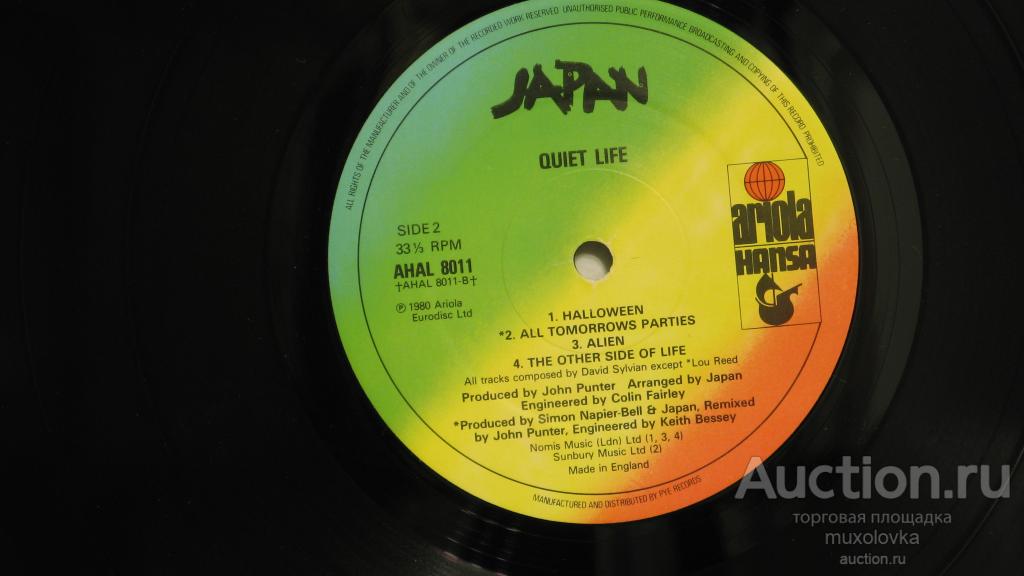 ALL RIGHTS OF THE MANUFACTURER AND OF THE OWNER OF THE RECORDED WORK RESERVED. UNAUTHORISED PUBLIC PERFORMANCE BROADCASTING AND COPYING OF THIS RECORD PROHIBITED
JAPAN
QUIET LIFE
SIDE 2
33⅓ RPM
AHAL 8011
†AHAL 8011-B†
℗ 1980 Ariola
Eurodisc Ltd
ariola
HANSA
1. HALLOWEEN
*2. ALL TOMORROWS PARTIES
3. ALIEN
4. THE OTHER SIDE OF LIFE
All tracks composed by David Sylvian except *Lou Reed
Produced by John Punter Arranged by Japan
Engineered by Colin Fairley
*Produced by Simon Napier-Bell & Japan, Remixed
by John Punter, Engineered by Keith Bessey
Nomis Music (Ldn) Ltd (1, 3, 4)
Sunbury Music Ltd (2)
Made in England
MANUFACTURED AND DISTRIBUTED BY PYE RECORDS
Auction.ru
торговая площадка
muxolovka
auction.ru